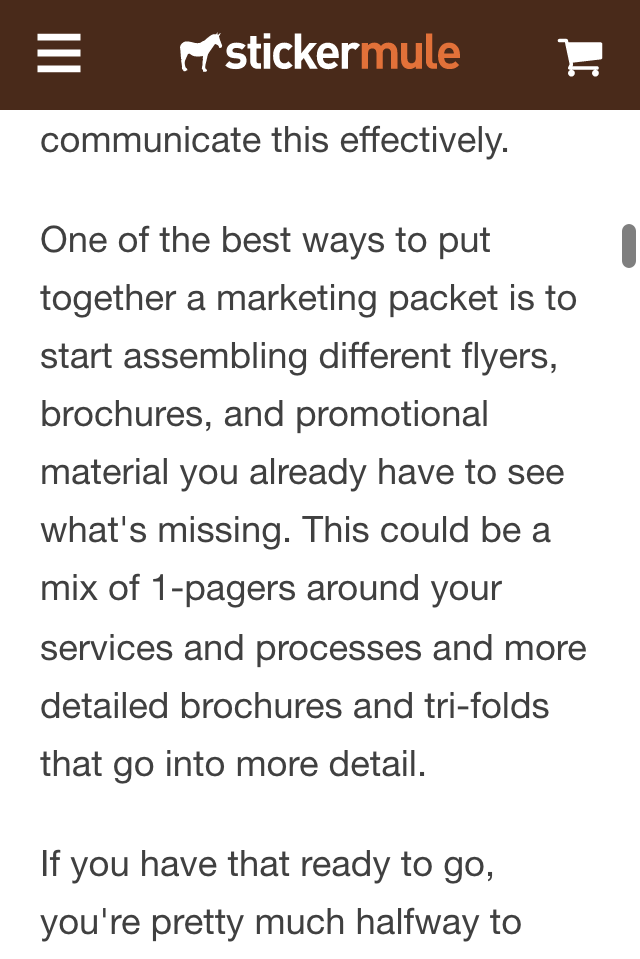 stickermule
communicate this effectively.
One of the best ways to put
together a marketing packet is to
start assembling different flyers,
brochures, and promotional
material you already have to see
what's missing. This could be a
mix of 1-pagers around your
services and processes and more
detailed brochures and tri-folds
that go into more detail.
If you have that ready to go,
you're pretty much halfway to